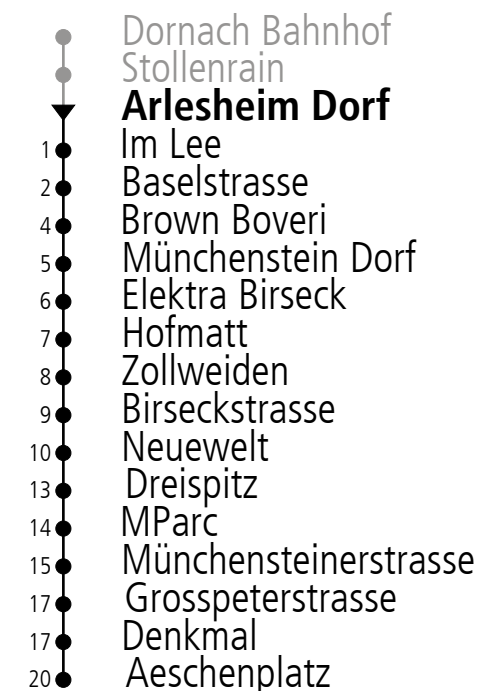 Dornach Bahnhof
Stollenrain
Arlesheim Dorf
1 Im Lee
2 Baselstrasse
4 Brown Boveri
5 Münchenstein Dorf
6 Elektra Birseck
7 Hofmatt
8 Zollweiden
9 Birseckstrasse
10 Neuewelt
13 Dreispitz
14 MParc
15 Münchensteinerstrasse
17 Grosspeterstrasse
17 Denkmal
20 Aeschenplatz